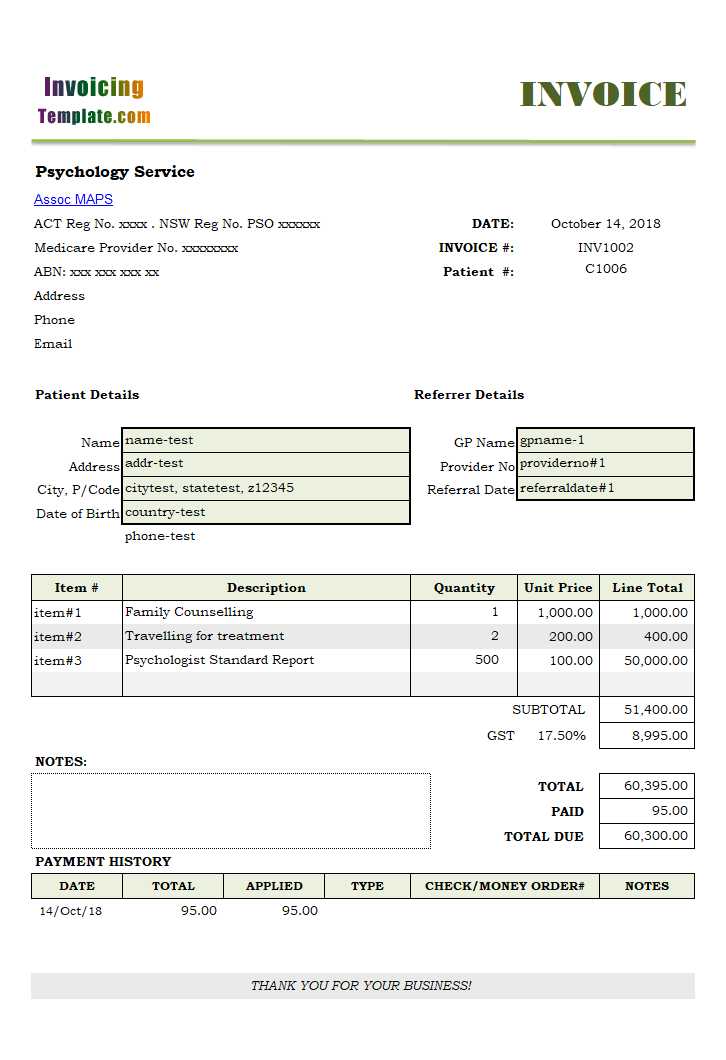 Invoicing
Template.com
INVOICE
Psychology Service
Assoc MAPS
ACT Reg No. xxxx . NSW Reg No. PSO xxxxxx
DATE: October 14, 2018
Medicare Provider No. xxxxxxxx
INVOICE #: INV1002
ABN: xxx xxx xxx xx
Patient #: C1006
Address
Phone
Email
Patient Details
Referrer Details
Name name-test
GP Name gpname-1
Address addr-test
Provider No providerno#1
City, P/Code citytest, statetest, z12345
Referral Date referraldate#1
Date of Birth country-test
phone-test
Item # Description Quantity Unit Price Line Total
item#1 Family Counselling 1 1,000.00 1,000.00
item#2 Travelling for treatment 2 200.00 400.00
item#3 Psychologist Standard Report 500 100.00 50,000.00
SUBTOTAL 51,400.00
GST 17.50% 8,995.00
NOTES:
TOTAL 60,395.00
PAID 95.00
TOTAL DUE 60,300.00
PAYMENT HISTORY
DATE TOTAL APPLIED TYPE CHECK/MONEY ORDER# NOTES
14/Oct/18 95.00 95.00
THANK YOU FOR YOUR BUSINESS!